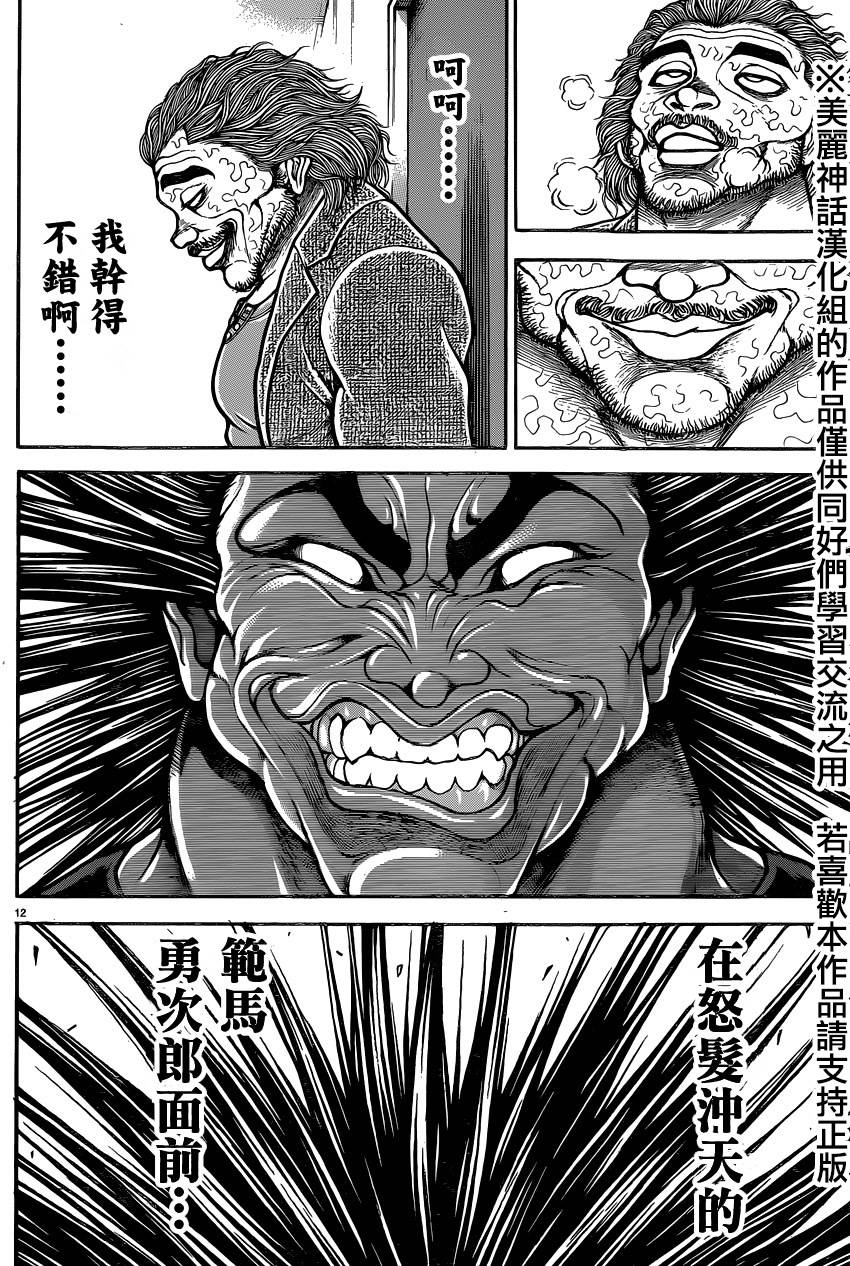 呵呵……
我幹得
不錯啊……
12
在怒髮沖天的
範馬
勇次郎面前…
※美麗神話漢化組的作品僅供同好們學習交流之用 若喜歡本作品請支持正版